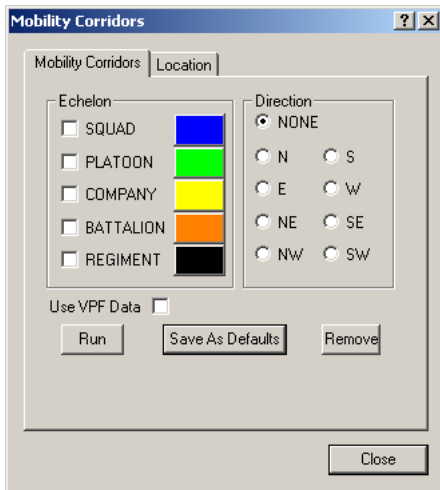 Mobility Corridors
Mobility Corridors Location
Echelon
SQUAD
PLATOON
COMPANY
BATTALION
REGIMENT
Direction
NONE
N S
E W
NE SE
NW SW
Use VPF Data
Run Save As Defaults Remove
Close